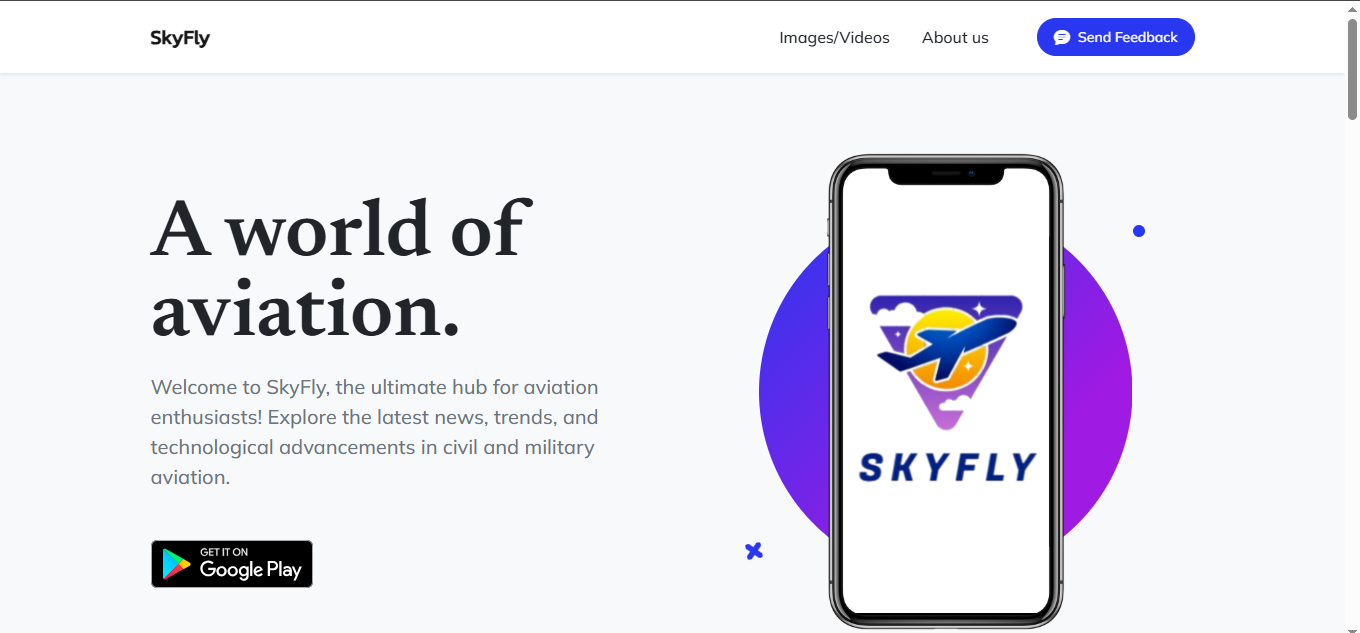 SkyFly
Images/Videos
About us
Send Feedback
A world of
aviation.
Welcome to SkyFly, the ultimate hub for aviation
enthusiasts! Explore the latest news, trends, and
technological advancements in civil and military
aviation.
GET IT ON
Google Play
SKYFLY